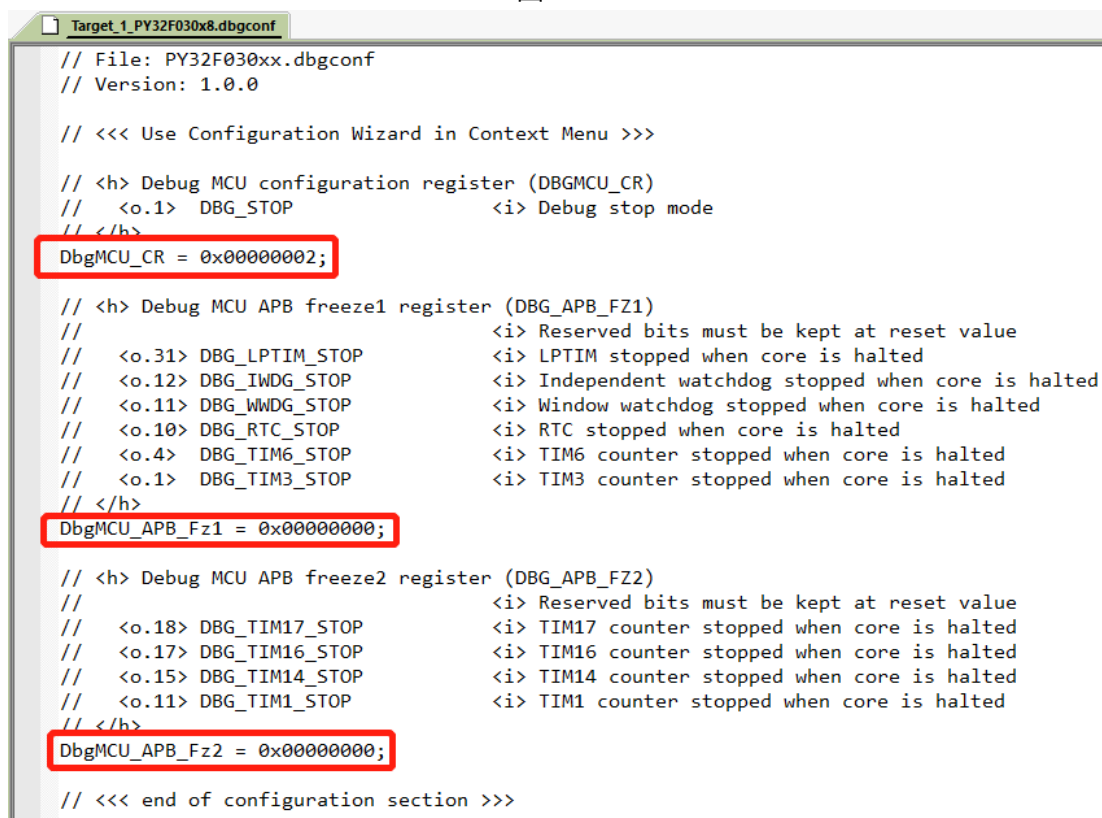 Target_1_PY32F030x8.dbgconf
// File: PY32F030xx.dbgconf
// Version: 1.0.0
// <<< Use Configuration Wizard in Context Menu >>>
// <h> Debug MCU configuration register (DBGMCU_CR)
// <o.1> DBG_STOP <i> Debug stop mode
// </h>
DbgMCU_CR = 0x00000002;
// <h> Debug MCU APB freeze1 register (DBG_APB_FZ1)
// <i> Reserved bits must be kept at reset value
// <o.31> DBG_LPTIM_STOP <i> LPTIM stopped when core is halted
// <o.12> DBG_IWDG_STOP <i> Independent watchdog stopped when core is halted
// <o.11> DBG_WWDG_STOP <i> Window watchdog stopped when core is halted
// <o.10> DBG_RTC_STOP <i> RTC stopped when core is halted
// <o.4> DBG_TIM6_STOP <i> TIM6 counter stopped when core is halted
// <o.1> DBG_TIM3_STOP <i> TIM3 counter stopped when core is halted
// </h>
DbgMCU_APB_Fz1 = 0x00000000;
// <h> Debug MCU APB freeze2 register (DBG_APB_FZ2)
// <i> Reserved bits must be kept at reset value
// <o.18> DBG_TIM17_STOP <i> TIM17 counter stopped when core is halted
// <o.17> DBG_TIM16_STOP <i> TIM16 counter stopped when core is halted
// <o.15> DBG_TIM14_STOP <i> TIM14 counter stopped when core is halted
// <o.11> DBG_TIM1_STOP <i> TIM1 counter stopped when core is halted
// </h>
DbgMCU_APB_Fz2 = 0x00000000;
// <<< end of configuration section >>>